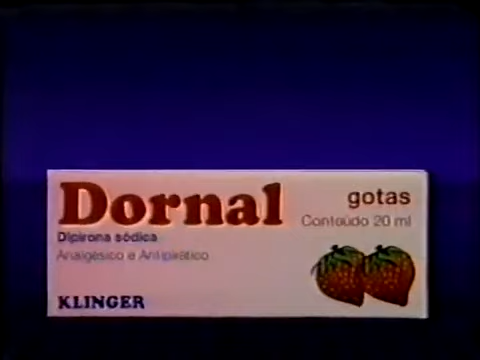 Dornal
gotas
Conteúdo 20 ml
Dipirona sódica
Analgésico e Antipirético
KLINGER